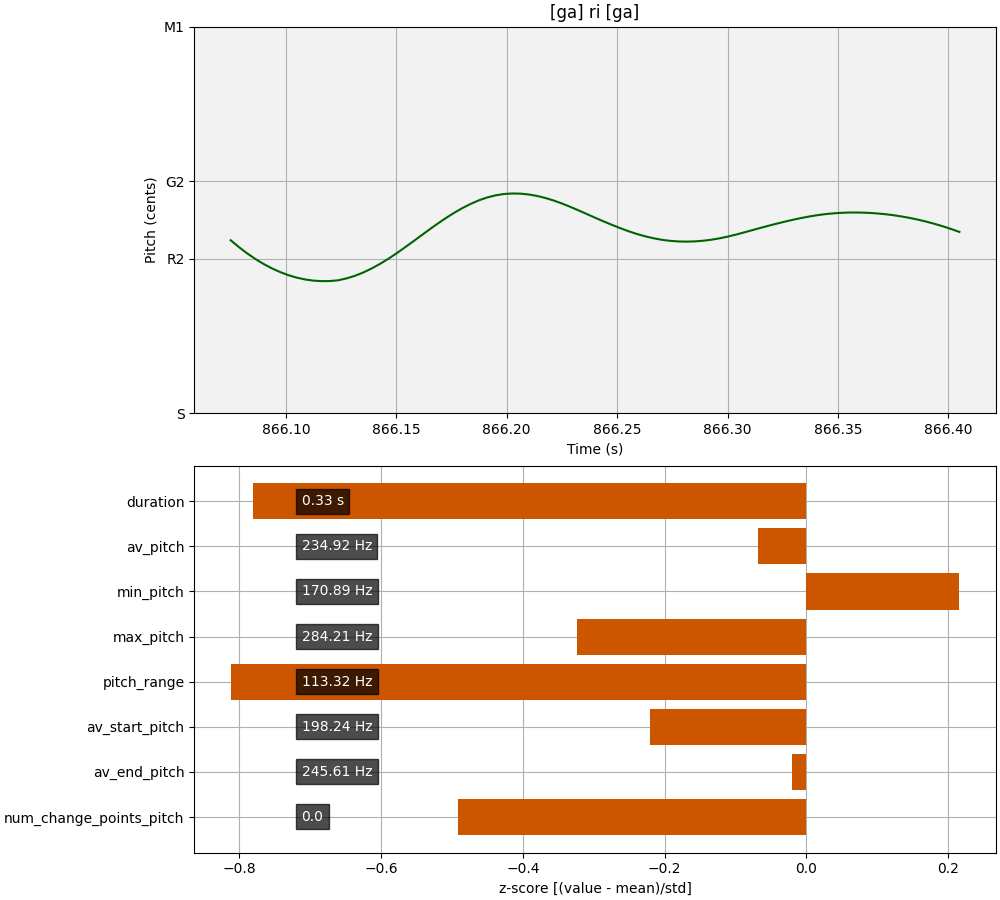 [ga] ri [ga]
M1
G2
R2
S
Pitch (cents)
866.10 866.15 866.20 866.25 866.30 866.35 866.40
Time (s)
duration 0.33 s
av_pitch 234.92 Hz
min_pitch 170.89 Hz
max_pitch 284.21 Hz
pitch_range 113.32 Hz
av_start_pitch 198.24 Hz
av_end_pitch 245.61 Hz
num_change_points_pitch 0.0
−0.8 −0.6 −0.4 −0.2 0.0 0.2
z-score [(value - mean)/std]